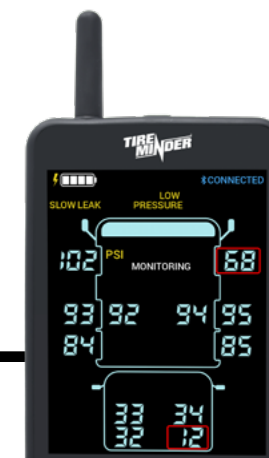 TIRE
MINDER
CONNECTED
SLOW LEAK
LOW
PRESSURE
102 PSI 68
MONITORING
93 92 94 95
84 85
33 34
32 12